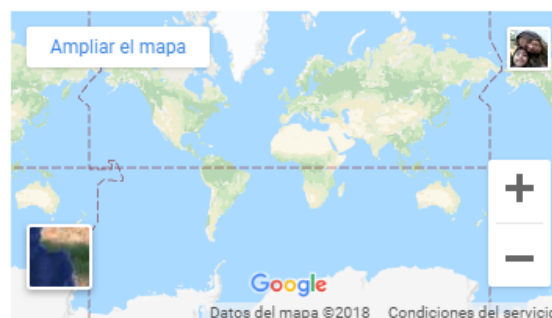 Ampliar el mapa
Google
Datos del mapa ©2018 Condiciones del servicio